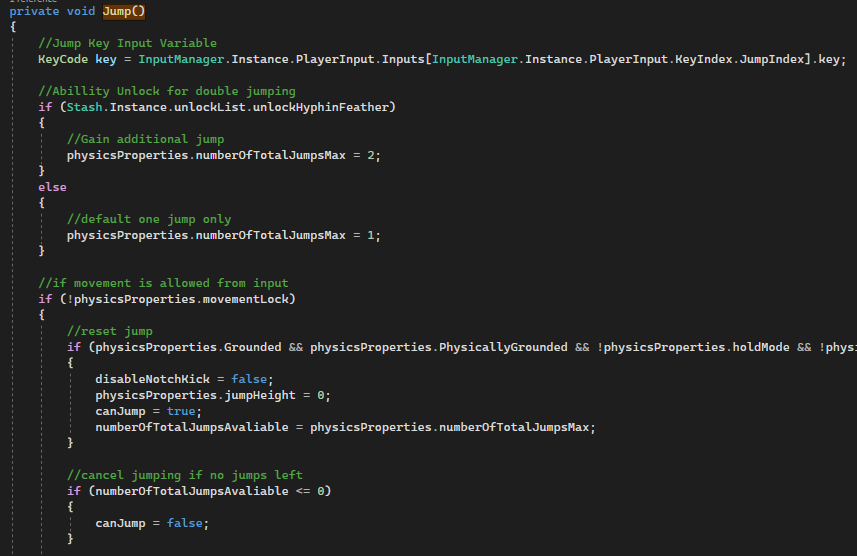 1 reference
private void Jump()
{
//Jump Key Input Variable
KeyCode key = InputManager.Instance.PlayerInput.Inputs[InputManager.Instance.PlayerInput.KeyIndex.JumpIndex].key;
//Abillity Unlock for double jumping
if (Stash.Instance.unlockList.unlockHyphinFeather)
{
//Gain additional jump
physicsProperties.numberOfTotalJumpsMax = 2;
}
else
{
//default one jump only
physicsProperties.numberOfTotalJumpsMax = 1;
}
//if movement is allowed from input
if (!physicsProperties.movementLock)
{
//reset jump
if (physicsProperties.Grounded && physicsProperties.PhysicallyGrounded && !physicsProperties.holdMode && !physi
{
disableNotchKick = false;
physicsProperties.jumpHeight = 0;
canJump = true;
numberOfTotalJumpsAvaliable = physicsProperties.numberOfTotalJumpsMax;
}
//cancel jumping if no jumps left
if (numberOfTotalJumpsAvaliable <= 0)
{
canJump = false;
}